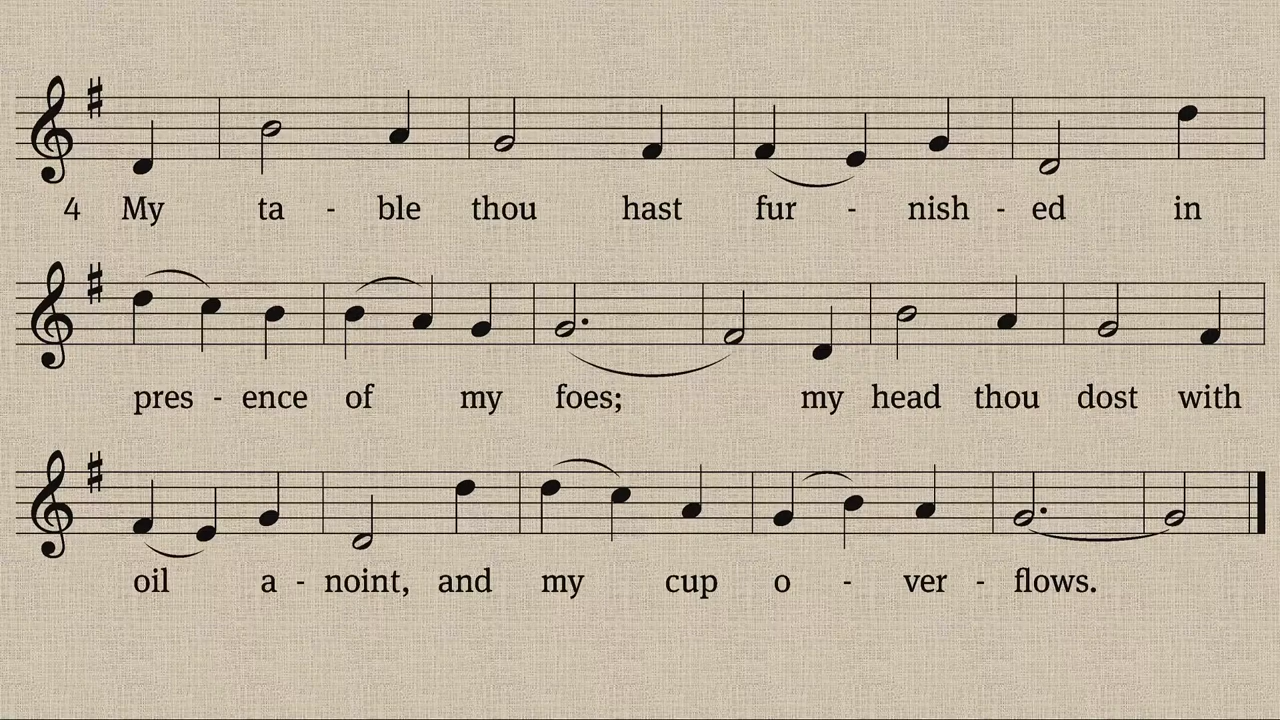 4 My ta - ble thou hast fur - nish - ed in
pres - ence of my foes; my head thou dost with
oil a - noint, and my cup o - ver - flows.